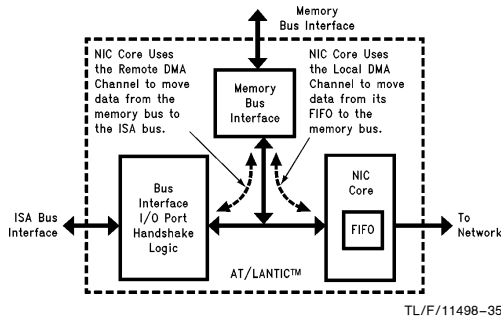 Memory
Bus Interface
NIC Core Uses
the Remote DMA
Channel to move
data from the
memory bus to
the ISA bus.
NIC Core Uses
the Local DMA
Channel to move
data from its
FIFO to the
memory bus.
Memory
Bus
Interface
ISA Bus
Interface
Bus
Interface
I/O Port
Handshake
Logic
NIC
Core
FIFO
To
Network
AT/LANTIC™
TL/F/11498-35